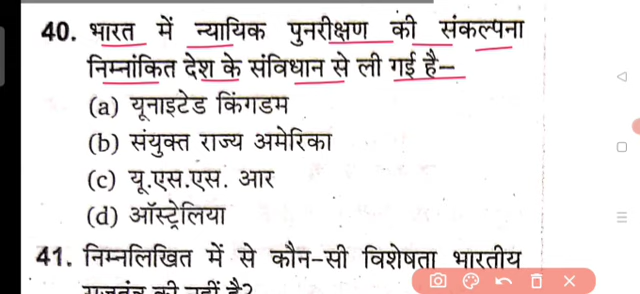 40. भारत में न्यायिक पुनरीक्षण की संकल्पना
निम्नांकित देश के संविधान से ली गई है–
(a) यूनाइटेड किंगडम
(b) संयुक्त राज्य अमेरिका
(c) यू.एस.एस. आर
(d) ऑस्ट्रेलिया
41. निम्नलिखित में से कौन-सी विशेषता भारतीय